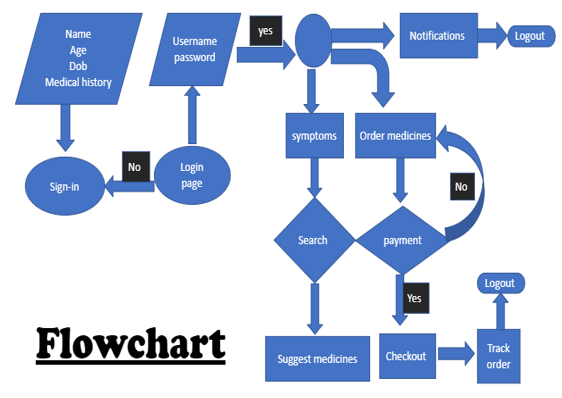 Name
Age
Dob
Medical history
Username
password
yes
Notifications
Logout
symptoms
Order medicines
No
Login
page
Sign-in
No
Search
payment
Yes
Logout
Suggest medicines
Checkout
Track
order
Flowchart